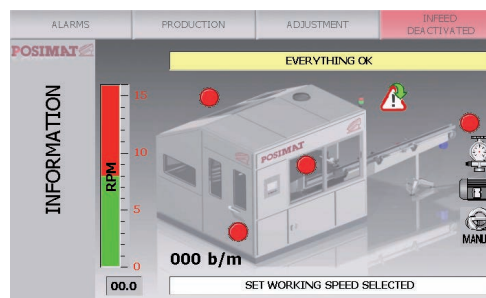 ALARMS
PRODUCTION
ADJUSTMENT
INFEED
DEACTIVATED
POSIMAT
EVERYTHING OK
INFORMATION
RPM
15
10
5
0
POSIMAT
000 b/m
MANU
00.0
SET WORKING SPEED SELECTED